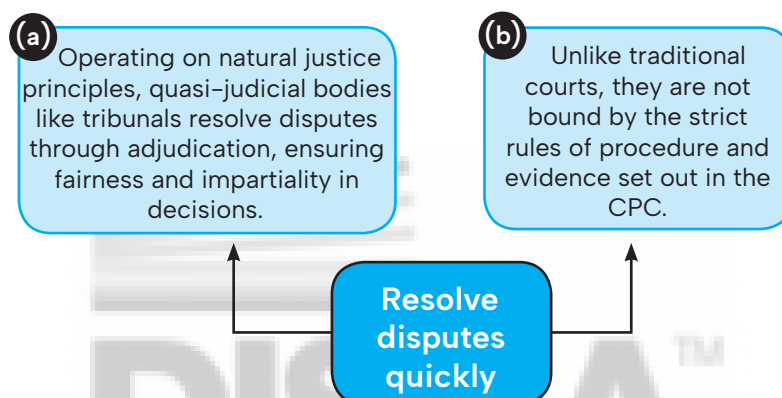 (a)
Operating on natural justice
principles, quasi-judicial bodies
like tribunals resolve disputes
through adjudication, ensuring
fairness and impartiality in
decisions.
(b)
Unlike traditional
courts, they are not
bound by the strict
rules of procedure and
evidence set out in the
CPC.
Resolve
disputes
quickly
TM